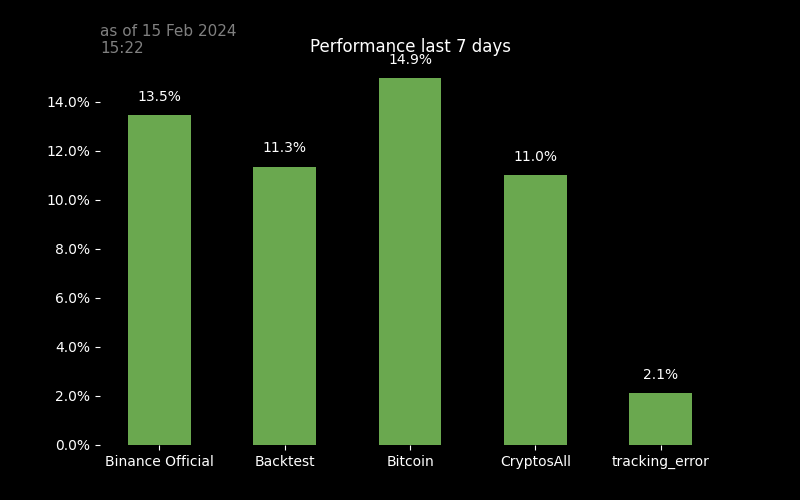 as of 15 Feb 2024
15:22
Performance last 7 days
14.9%
13.5%
11.3%
11.0%
2.1%
14.0%
12.0%
10.0%
8.0%
6.0%
4.0%
2.0%
0.0%
Binance Official
Backtest
Bitcoin
CryptosAll
tracking_error